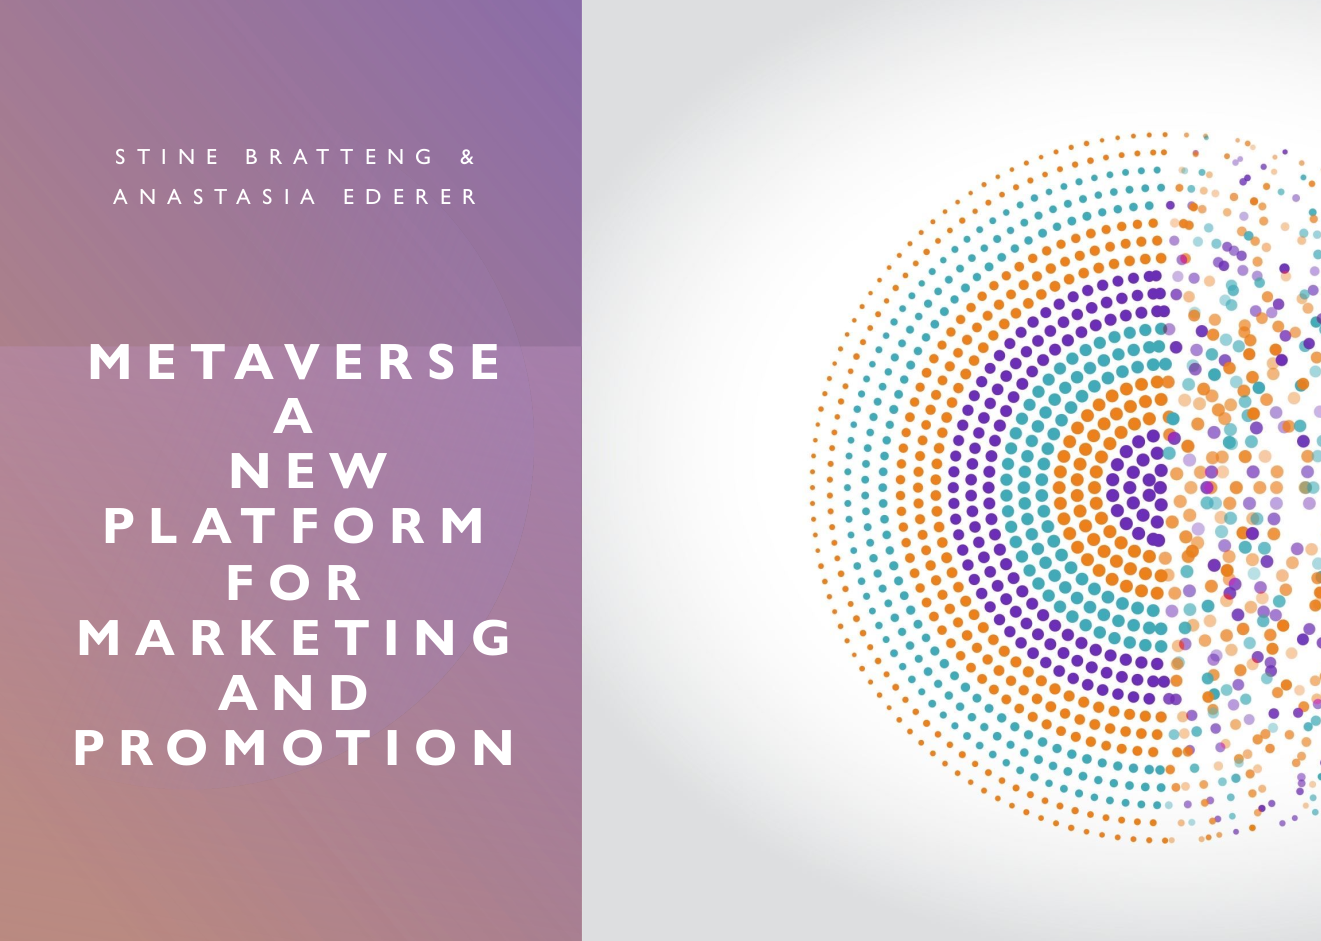 STINE BRATTENG &
ANASTASIA EDERER
METAVERSE
A
NEW
PLATFORM
FOR
MARKETING
AND
PROMOTION